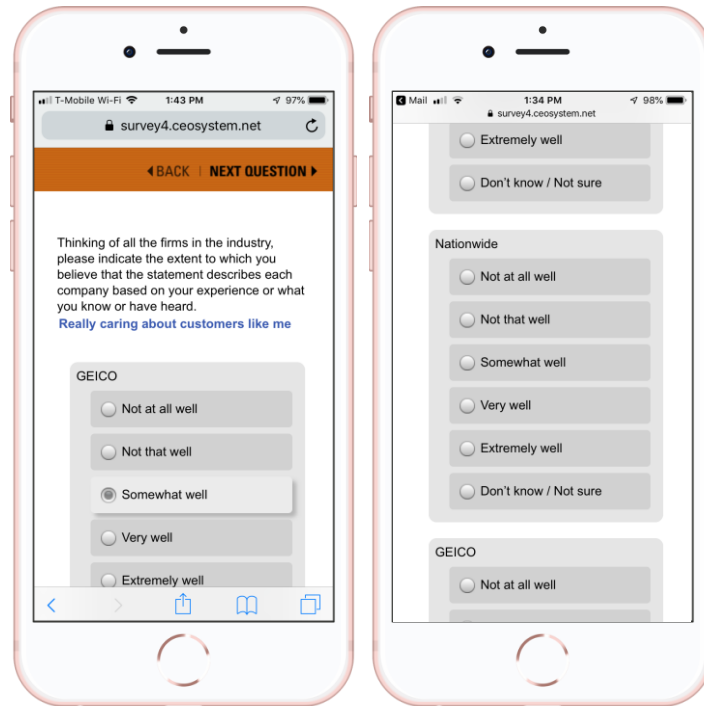 T-Mobile Wi-Fi 1:43 PM 97%
survey4.ceosystem.net
BACK | NEXT QUESTION
Thinking of all the firms in the industry,
please indicate the extent to which you
believe that the statement describes each
company based on your experience or what
you know or have heard.
Really caring about customers like me
GEICO
Not at all well
Not that well
Somewhat well
Very well
Extremely well
Mail 1:34 PM 98%
survey4.ceosystem.net
Extremely well
Don't know / Not sure
Nationwide
Not at all well
Not that well
Somewhat well
Very well
Extremely well
Don't know / Not sure
GEICO
Not at all well